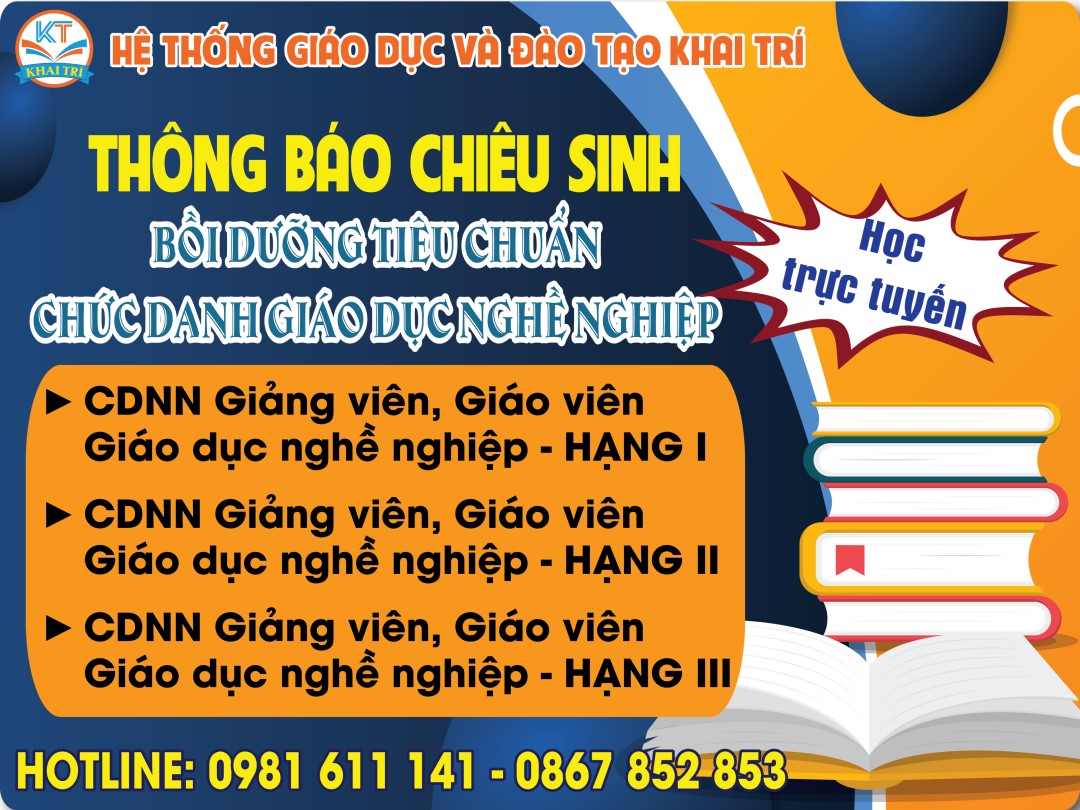 KT
KHAI TRÍ
HỆ THỐNG GIÁO DỤC VÀ ĐÀO TẠO KHAI TRÍ
THÔNG BÁO CHIÊU SINH
BỒI DƯỠNG TIÊU CHUẨN
CHỨC DANH GIÁO DỤC NGHỀ NGHIỆP
Học
trực tuyến
► CDNN Giảng viên, Giáo viên
Giáo dục nghề nghiệp - HẠNG I
► CDNN Giảng viên, Giáo viên
Giáo dục nghề nghiệp - HẠNG II
► CDNN Giảng viên, Giáo viên
Giáo dục nghề nghiệp - HẠNG III
HOTLINE: 0981 611 141 - 0867 852 853